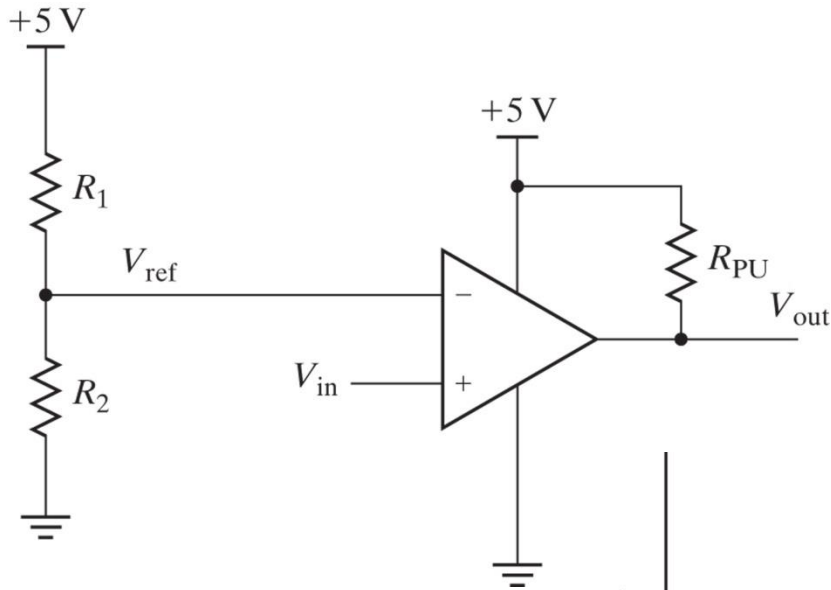 +5 V
+5 V
R1
RPU
Vref
Vout
−
Vin
+
R2